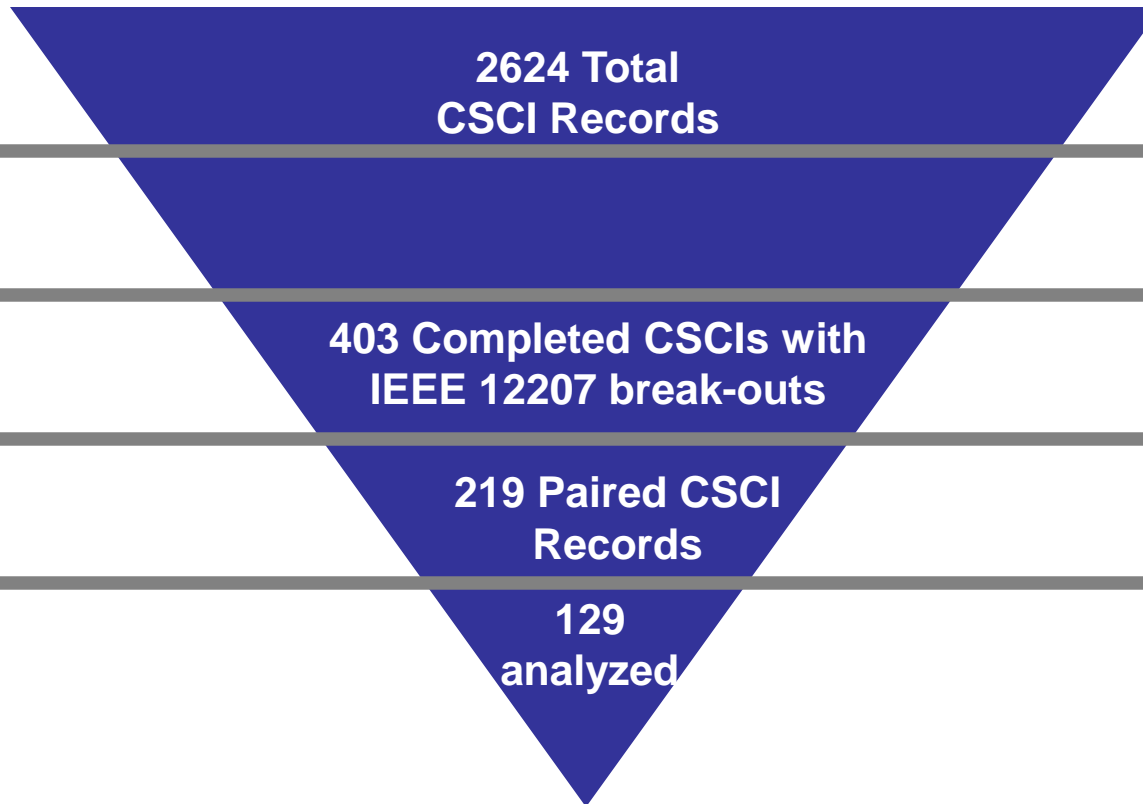 2624 Total
CSCI Records
403 Completed CSCIs with
IEEE 12207 break-outs
219 Paired CSCI
Records
129
analyzed